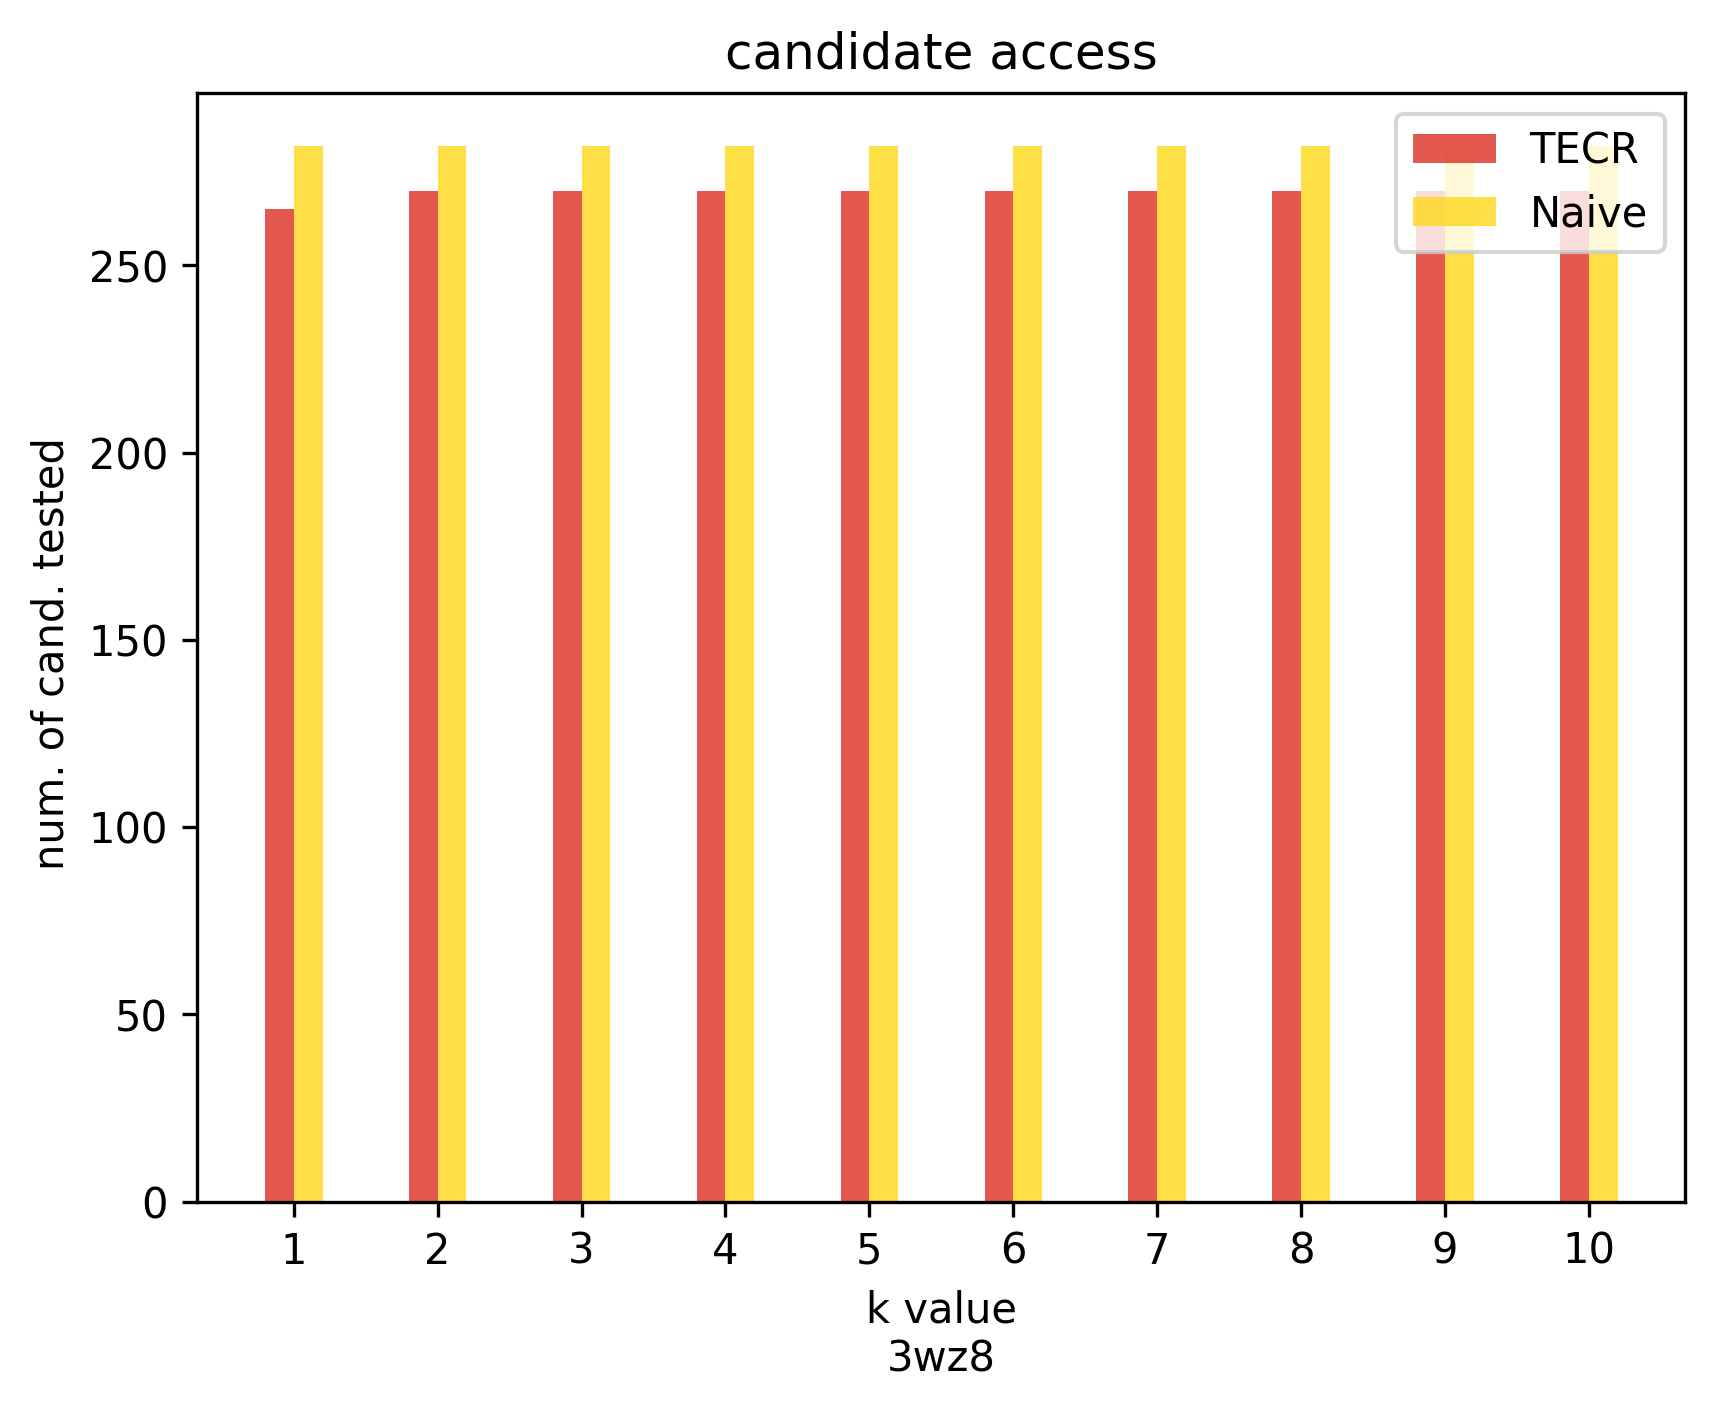 candidate access
TECR
Naive
num. of cand. tested
250
200
150
100
50
0
1 2 3 4 5 6 7 8 9 10
k value
3wz8